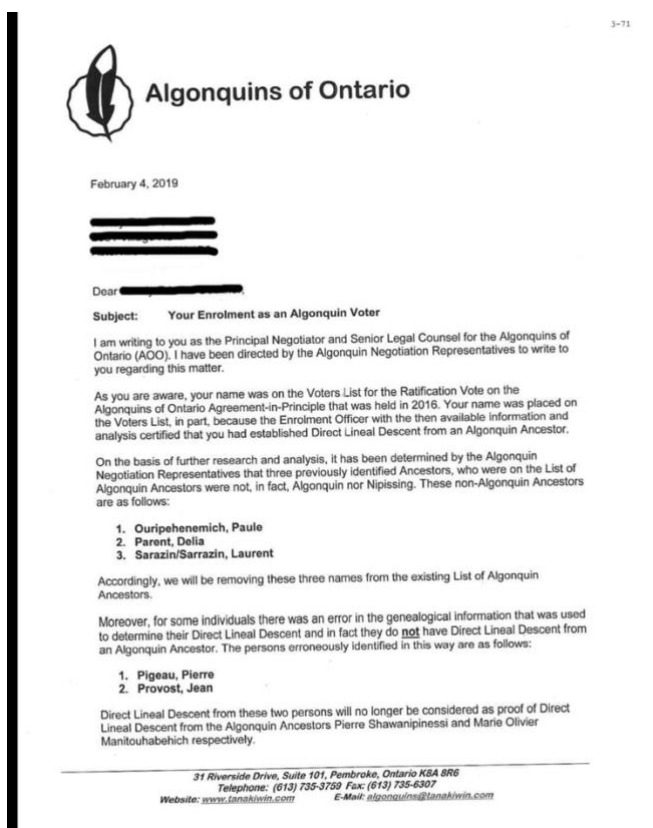 3-71
Algonquins of Ontario
February 4, 2019
Dear
Subject: Your Enrolment as an Algonquin Voter
I am writing to you as the Principal Negotiator and Senior Legal Counsel for the Algonquins of
Ontario (AOO). I have been directed by the Algonquin Negotiation Representatives to write to
you regarding this matter.
As you are aware, your name was on the Voters List for the Ratification Vote on the
Algonquins of Ontario Agreement-in-Principle that was held in 2016. Your name was placed on
the Voters List, in part, because the Enrolment Officer with the then available information and
analysis certified that you had established Direct Lineal Descent from an Algonquin Ancestor.
On the basis of further research and analysis, it has been determined by the Algonquin
Negotiation Representatives that three previously identified Ancestors, who were on the List of
Algonquin Ancestors were not, in fact, Algonquin nor Nipissing. These non-Algonquin Ancestors
are as follows:
1. Ouripehenemich, Paule
2. Parent, Delia
3. Sarazin/Sarrazin, Laurent
Accordingly, we will be removing these three names from the existing List of Algonquin
Ancestors.
Moreover, for some individuals there was an error in the genealogical information that was used
to determine their Direct Lineal Descent and in fact they do not have Direct Lineal Descent from
an Algonquin Ancestor. The persons erroneously identified in this way are as follows:
1. Pigeau, Pierre
2. Provost, Jean
Direct Lineal Descent from these two persons will no longer be considered as proof of Direct
Lineal Descent from the Algonquin Ancestors Pierre Shawanipinessi and Marie Olivier
Manitouhabehich respectively.
31 Riverside Drive, Suite 101, Pembroke, Ontario K8A 8R6
Telephone: (613) 735-3759 Fax: (613) 735-6307
Website: www.tanakiwin.com E-Mail: algonquins@tanakiwin.com